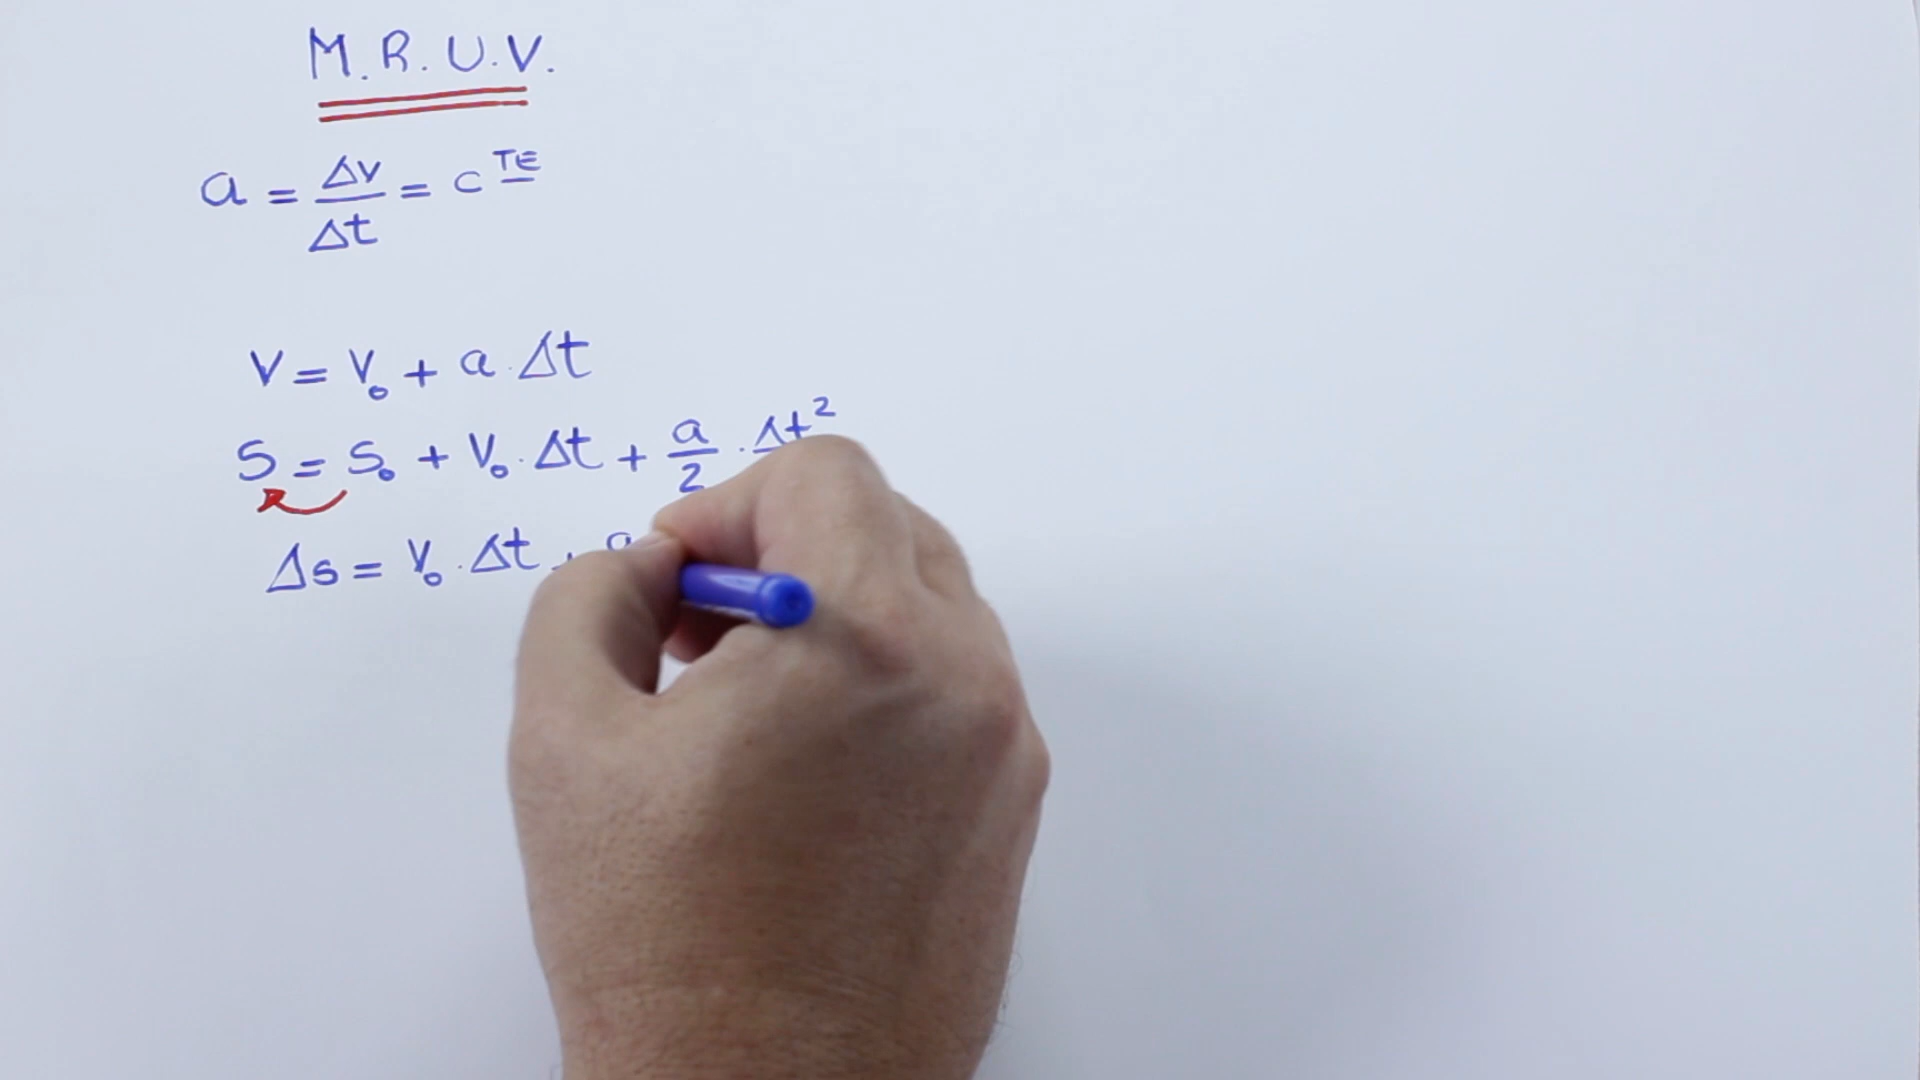 M.R.U.V.
a = Δv/Δt = c TE
V = V₀ + a · Δt
S = S₀ + V₀ · Δt + a/2 · Δt²
Δs = V₀ · Δt + a